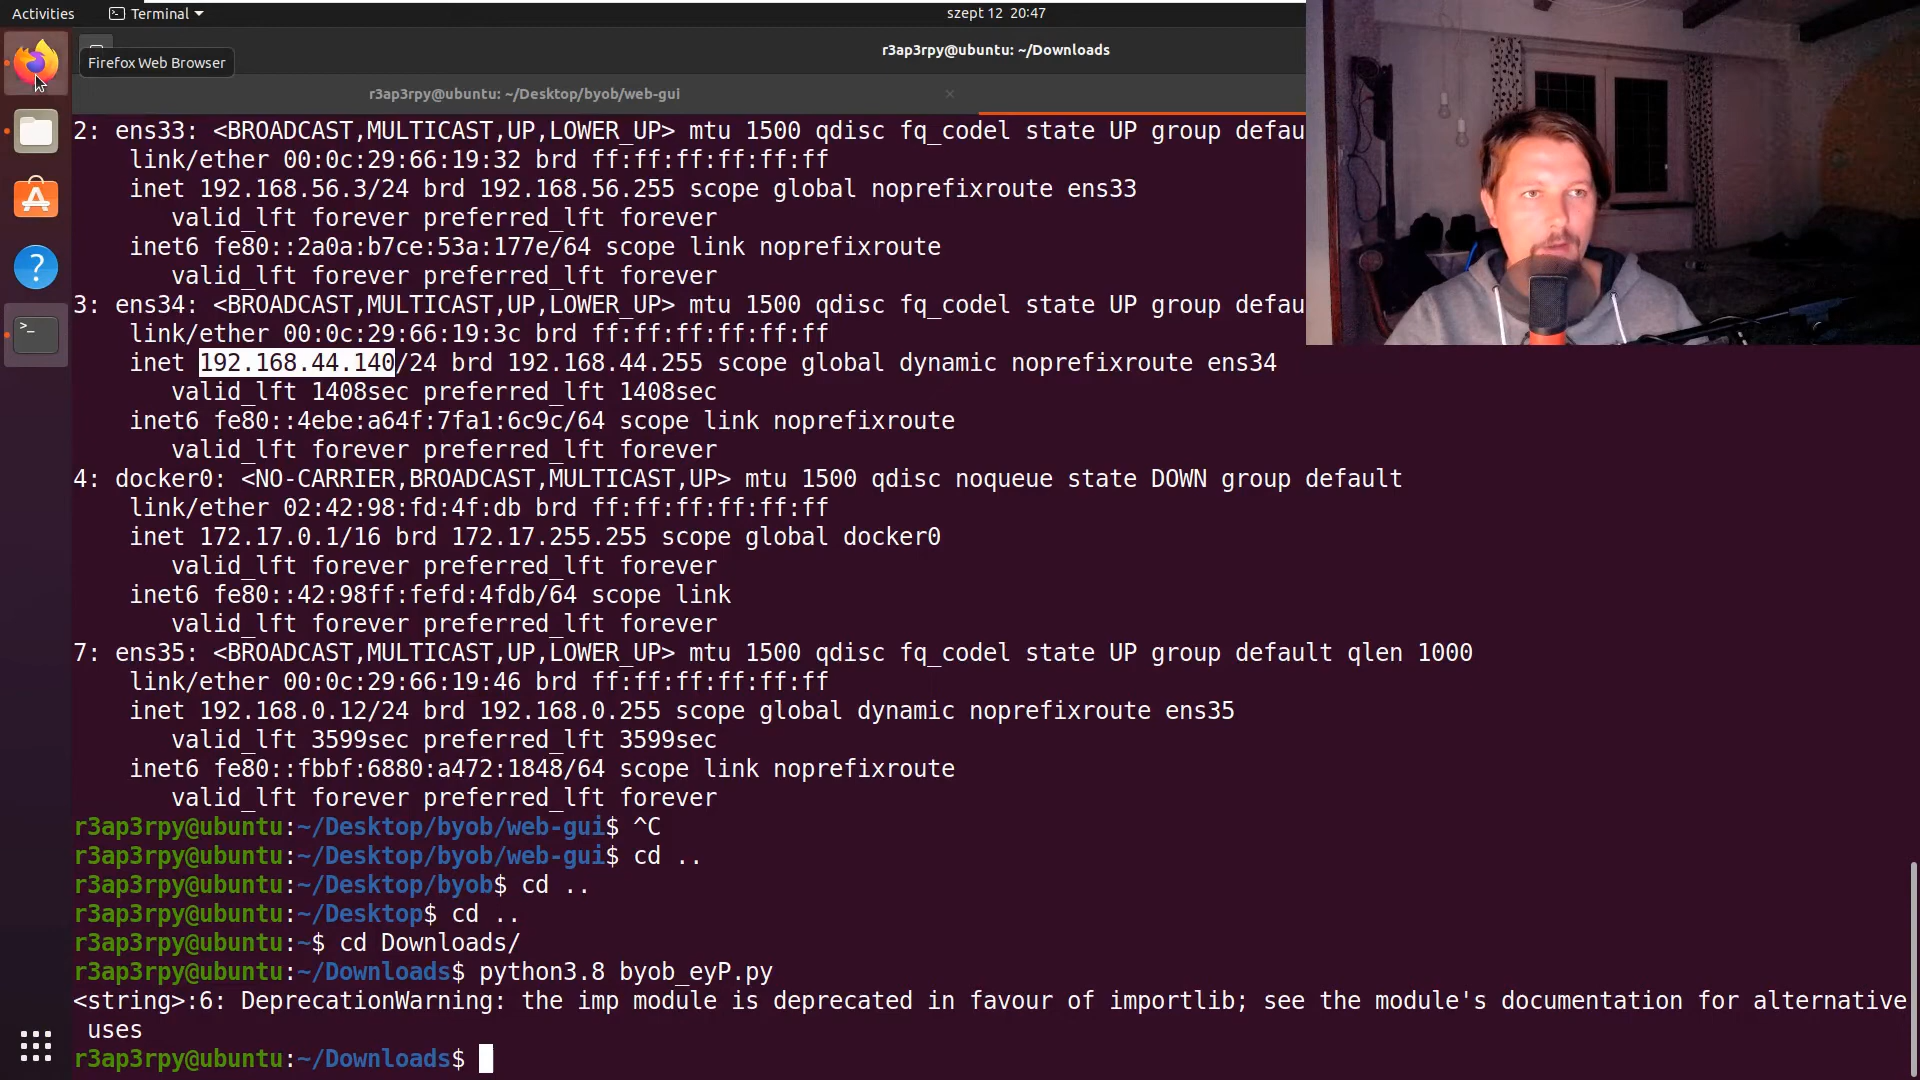 Activities
Terminal
szept 12 20:47
Firefox Web Browser
r3ap3rpy@ubuntu: ~/Downloads
r3ap3rpy@ubuntu: ~/Desktop/byob/web-gui
2: ens33: <BROADCAST,MULTICAST,UP,LOWER_UP> mtu 1500 qdisc fq_codel state UP group defau
link/ether 00:0c:29:66:19:32 brd ff:ff:ff:ff:ff:ff
inet 192.168.56.3/24 brd 192.168.56.255 scope global noprefixroute ens33
valid_lft forever preferred_lft forever
inet6 fe80::2a0a:b7ce:53a:177e/64 scope link noprefixroute
valid_lft forever preferred_lft forever
3: ens34: <BROADCAST,MULTICAST,UP,LOWER_UP> mtu 1500 qdisc fq_codel state UP group defau
link/ether 00:0c:29:66:19:3c brd ff:ff:ff:ff:ff:ff
inet 192.168.44.140/24 brd 192.168.44.255 scope global dynamic noprefixroute ens34
valid_lft 1408sec preferred_lft 1408sec
inet6 fe80::4ebe:a64f:7fa1:6c9c/64 scope link noprefixroute
valid_lft forever preferred_lft forever
4: docker0: <NO-CARRIER,BROADCAST,MULTICAST,UP> mtu 1500 qdisc noqueue state DOWN group default
link/ether 02:42:98:fd:4f:db brd ff:ff:ff:ff:ff:ff
inet 172.17.0.1/16 brd 172.17.255.255 scope global docker0
valid_lft forever preferred_lft forever
inet6 fe80::42:98ff:fefd:4fdb/64 scope link
valid_lft forever preferred_lft forever
7: ens35: <BROADCAST,MULTICAST,UP,LOWER_UP> mtu 1500 qdisc fq_codel state UP group default qlen 1000
link/ether 00:0c:29:66:19:46 brd ff:ff:ff:ff:ff:ff
inet 192.168.0.12/24 brd 192.168.0.255 scope global dynamic noprefixroute ens35
valid_lft 3599sec preferred_lft 3599sec
inet6 fe80::fbbf:6880:a472:1848/64 scope link noprefixroute
valid_lft forever preferred_lft forever
r3ap3rpy@ubuntu:~/Desktop/byob/web-gui$ ^C
r3ap3rpy@ubuntu:~/Desktop/byob/web-gui$ cd ..
r3ap3rpy@ubuntu:~/Desktop/byob$ cd ..
r3ap3rpy@ubuntu:~/Desktop$ cd ..
r3ap3rpy@ubuntu:~$ cd Downloads/
r3ap3rpy@ubuntu:~/Downloads$ python3.8 byob_eyP.py
<string>:6: DeprecationWarning: the imp module is deprecated in favour of importlib; see the module's documentation for alternative
uses
r3ap3rpy@ubuntu:~/Downloads$